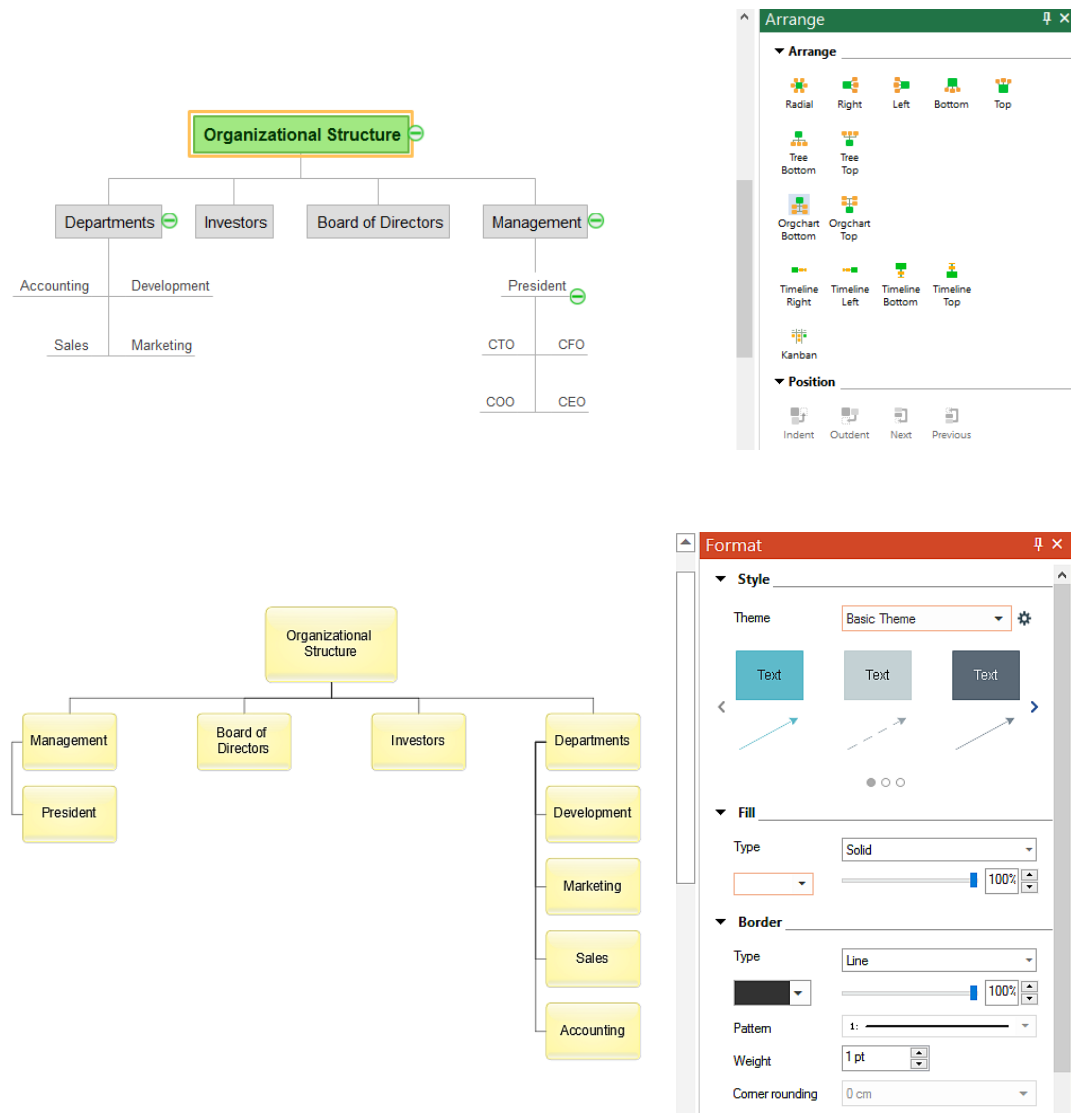 Arrange
Arrange
Radial
Right
Left
Bottom
Top
Organizational Structure
Tree
Bottom
Tree
Top
Departments
Investors
Board of Directors
Management
Orgchart
Bottom
Orgchart
Top
Accounting
Development
President
Timeline
Right
Timeline
Left
Timeline
Bottom
Timeline
Top
Sales
Marketing
CTO
CFO
Kanban
Position
COO
CEO
Indent
Outdent
Next
Previous
Format
Style
Theme
Basic Theme
Organizational
Structure
Text
Text
Text
Management
Board of
Directors
Investors
Departments
President
Development
Marketing
Sales
Accounting
Fill
Type
Solid
100%
Border
Type
Line
100%
Pattern
1:
Weight
1 pt
Corner rounding
0 cm